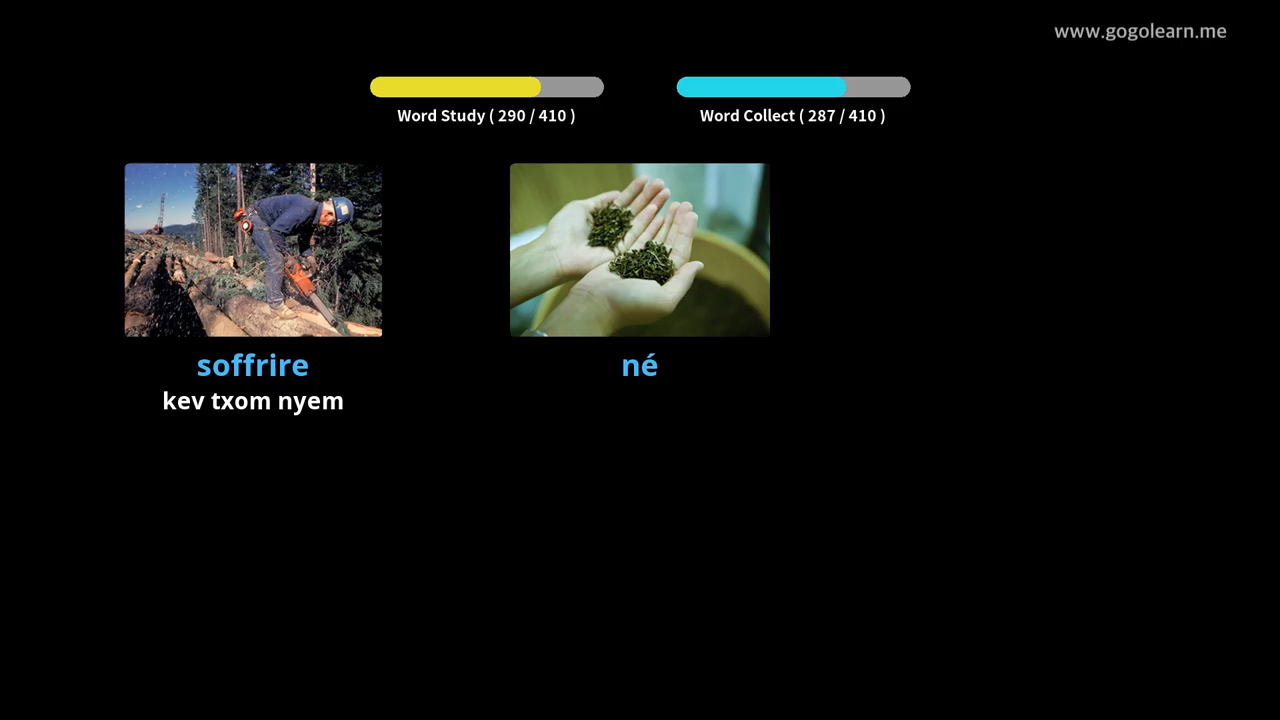 www.gogolearn.me
Word Study ( 290 / 410 )
Word Collect ( 287 / 410 )
soffrire
kev txom nyem
né